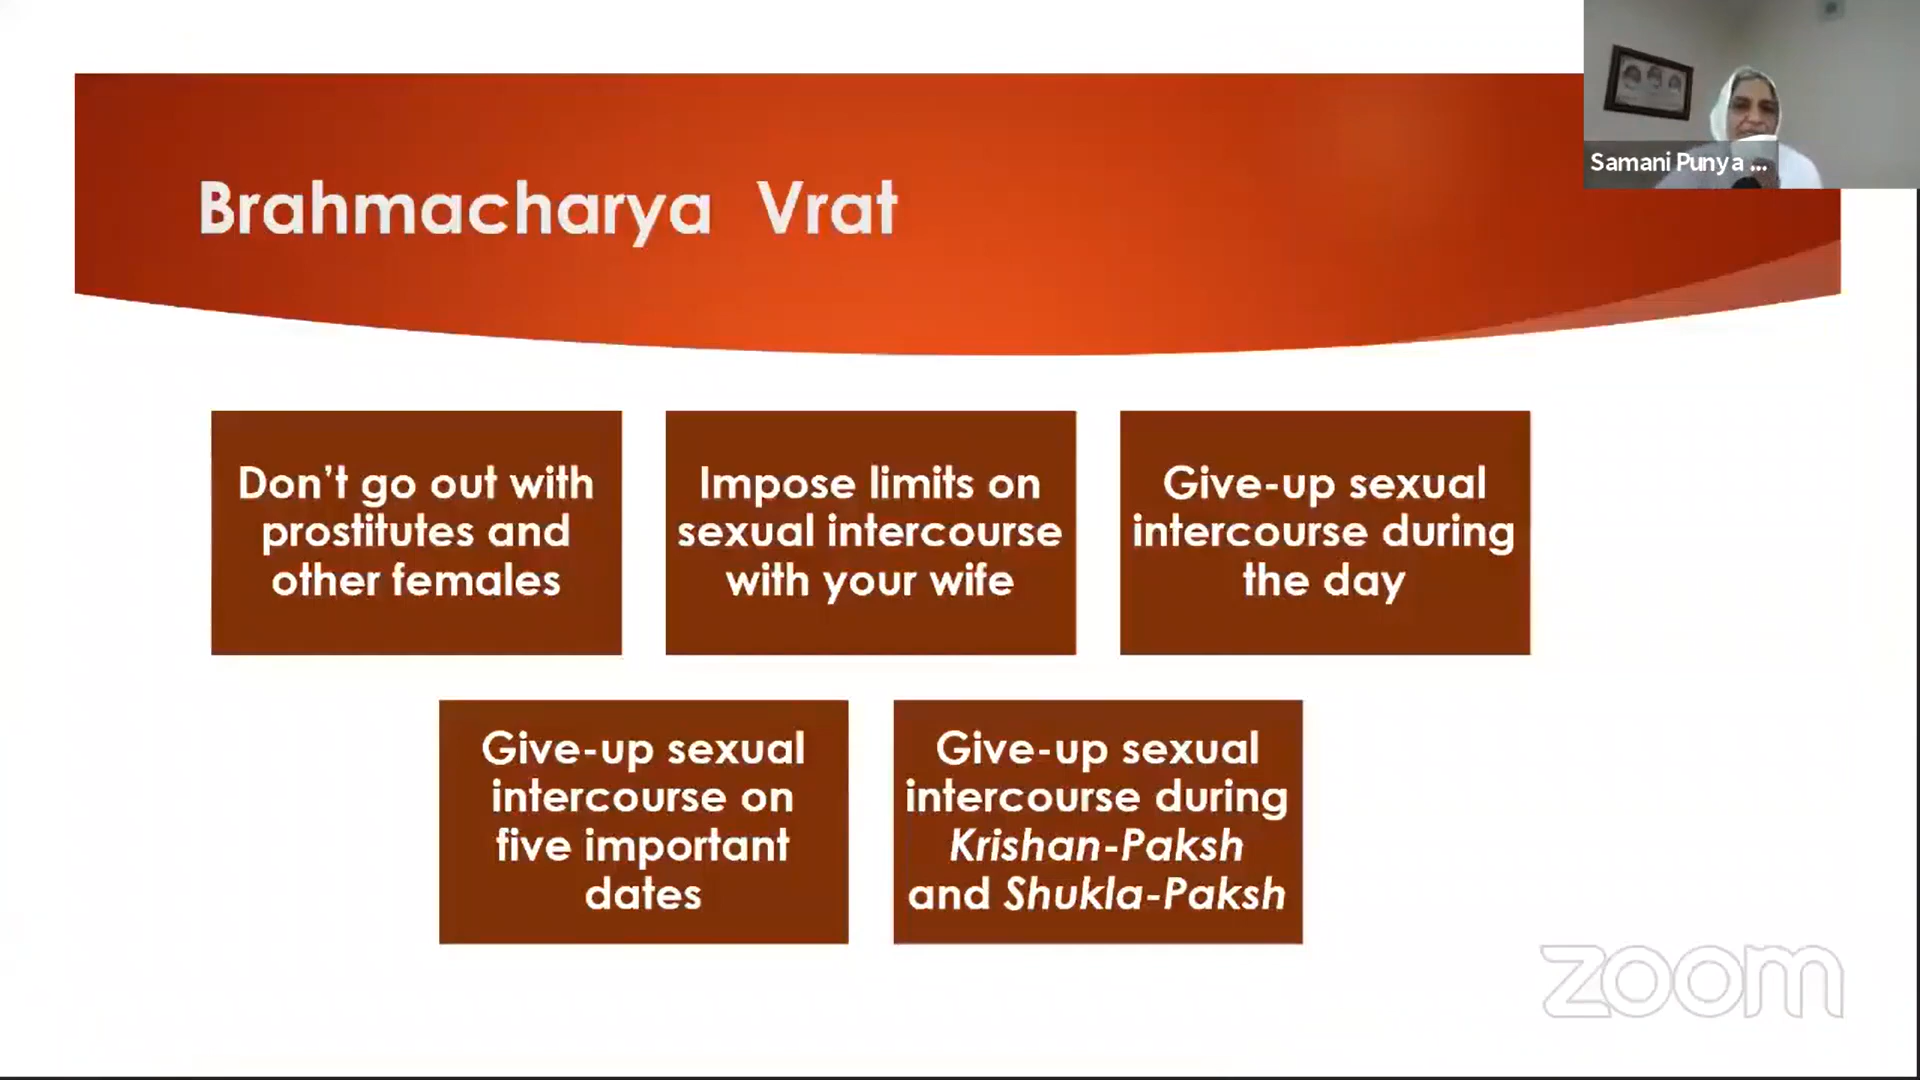 Samani Punya ...
Brahmacharya Vrat
Don't go out with
prostitutes and
other females
Impose limits on
sexual intercourse
with your wife
Give-up sexual
intercourse during
the day
Give-up sexual
intercourse on
five important
dates
Give-up sexual
intercourse during
Krishan-Paksh
and Shukla-Paksh
zoom